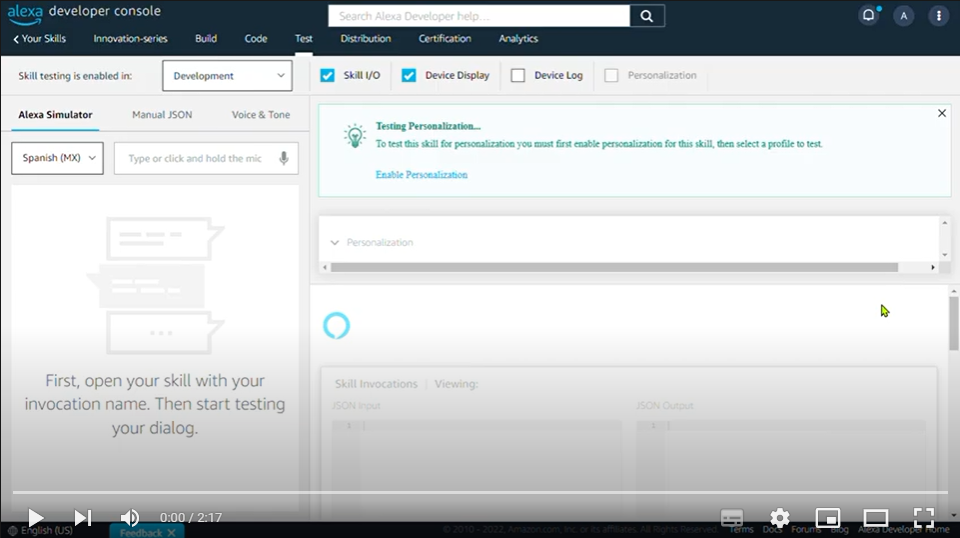 alexa developer console
Search Alexa Developer help...
A
Your Skills
Innovation-series
Build
Code
Test
Distribution
Certification
Analytics
Skill testing is enabled in:
Development
Skill I/O
Device Display
Device Log
Personalization
Alexa Simulator
Manual JSON
Voice & Tone
Spanish (MX)
Type or click and hold the mic
Testing Personalization...
To test this skill for personalization you must first enable personalization for this skill, then select a profile to test.
Enable Personalization
Personalization
First, open your skill with your
invocation name. Then start testing
your dialog.
Skill Invocations | Viewing:
JSON Input
JSON Output
1
1
0:00 / 2:17
English (US)
Feedback
© 2010 - 2022, Amazon.com, Inc. or its affiliates. All Rights Reserved.
Terms
Docs
Forums
Blog
Alexa Developer Home